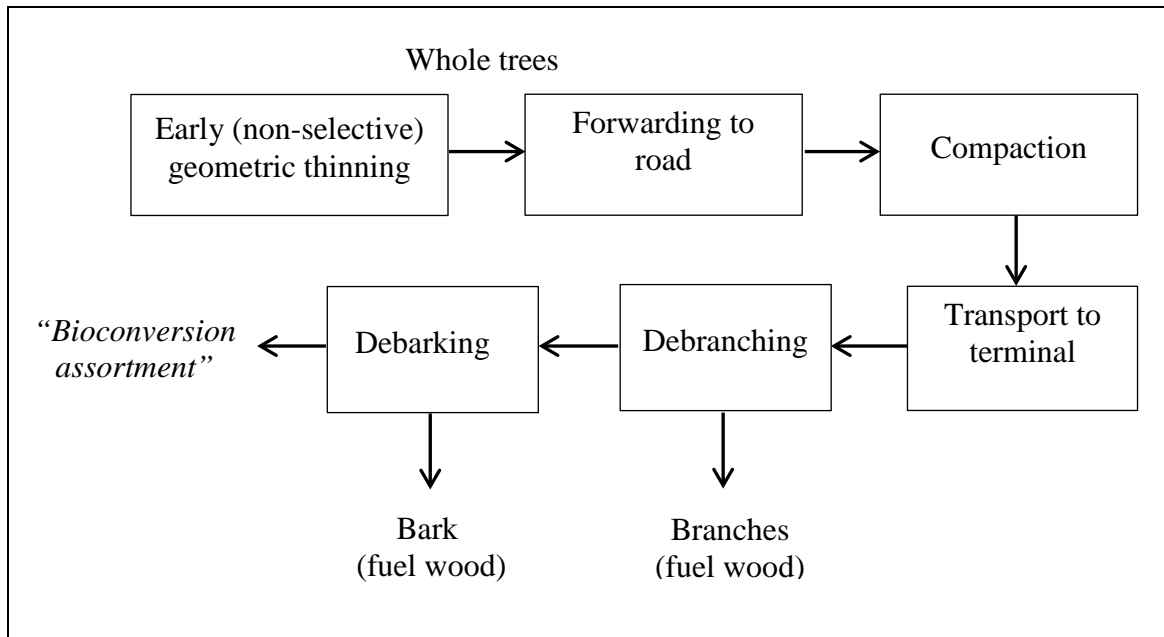 Whole trees
Early (non-selective)
geometric thinning
Forwarding to
road
Compaction
Transport to
terminal
Debranching
Debarking
“Bioconversion
assortment”
Bark
(fuel wood)
Branches
(fuel wood)